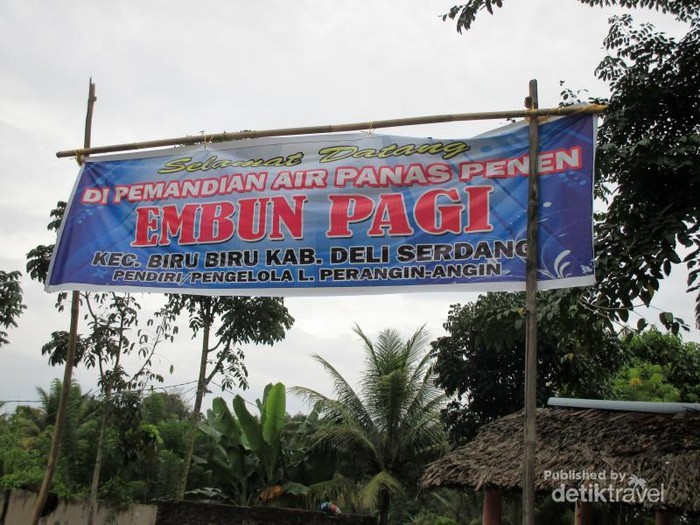 Selamat Datang
DI PEMANDIAN AIR PANAS PENEN
EMBUN PAGI
KEC. BIRU BIRU KAB. DELI SERDANG
PENDIRI/PENGELOLA L. PERANGIN-ANGIN
Published by
detiktravel